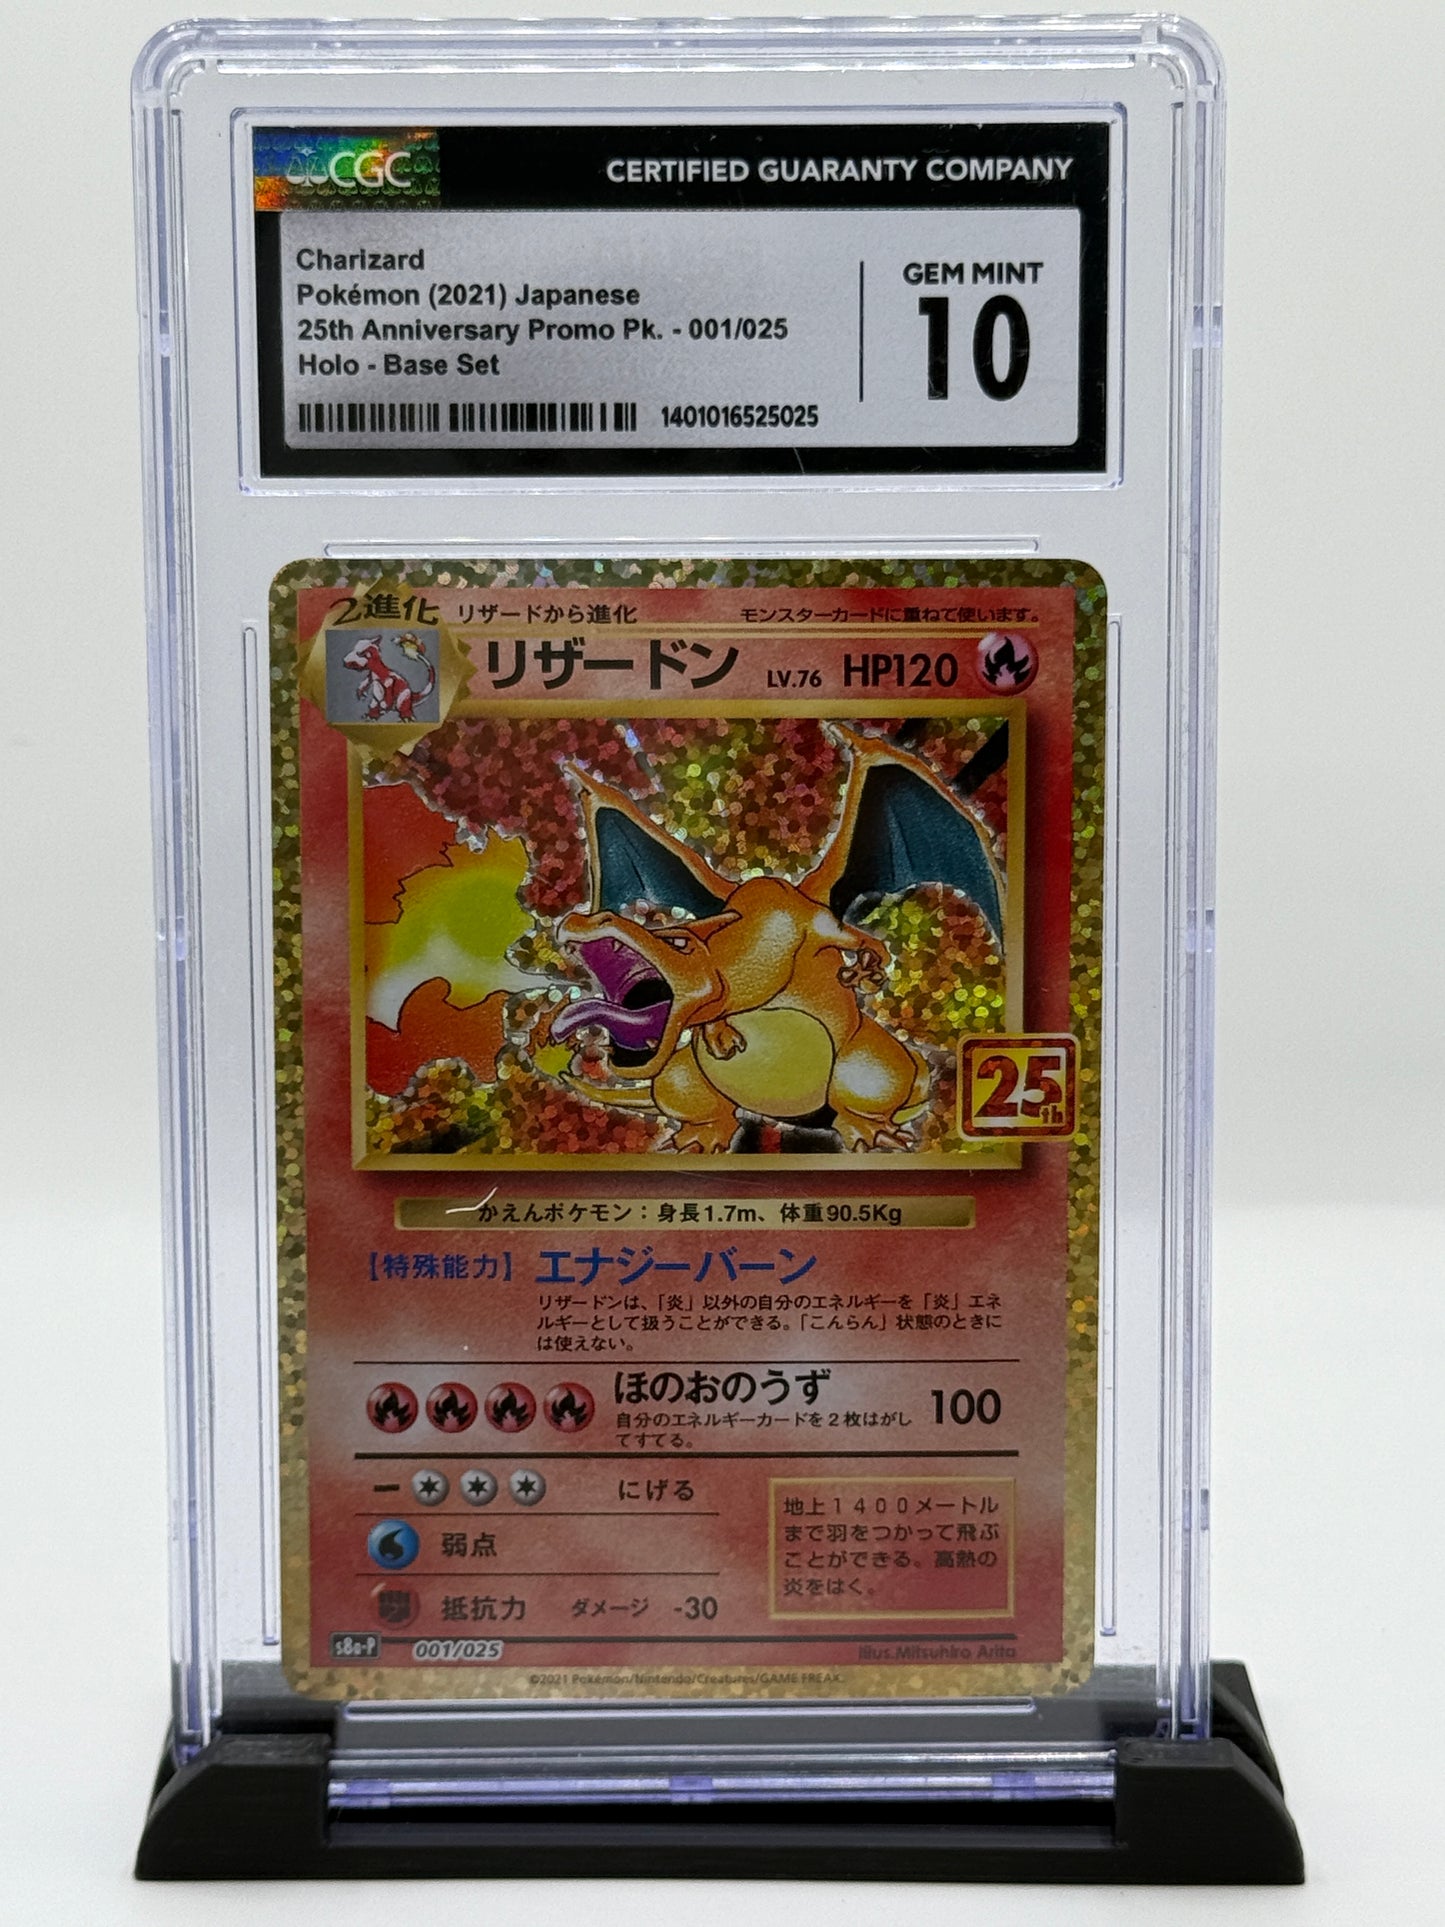 CGC
CERTIFIED GUARANTY COMPANY
Charizard
Pokémon (2021) Japanese
25th Anniversary Promo Pk. - 001/025
Holo - Base Set
1401016525025
GEM MINT
10
2進化
リザードから進化
モンスターカードに重ねて使います。
リザードン LV.76 HP120
25th
かえんポケモン：身長1.7m、体重90.5Kg
【特殊能力】エナジーバーン
リザードンは、「炎」以外の自分のエネルギーを「炎」エネ
ルギーとして扱うことができる。「こんらん」状態のときに
は使えない。
ほのおのうず 100
自分のエネルギーカードを２枚はがし
てすてる。
ー にげる
弱点
抵抗力 ダメージ -30
地上１４００メートル
まで羽をつかって飛ぶ
ことができる。高熱の
炎をはく。
s8a-P 001/025
Illus.Mitsuhiro Arita
©2021 Pokémon/Nintendo/Creatures/GAME FREAK.